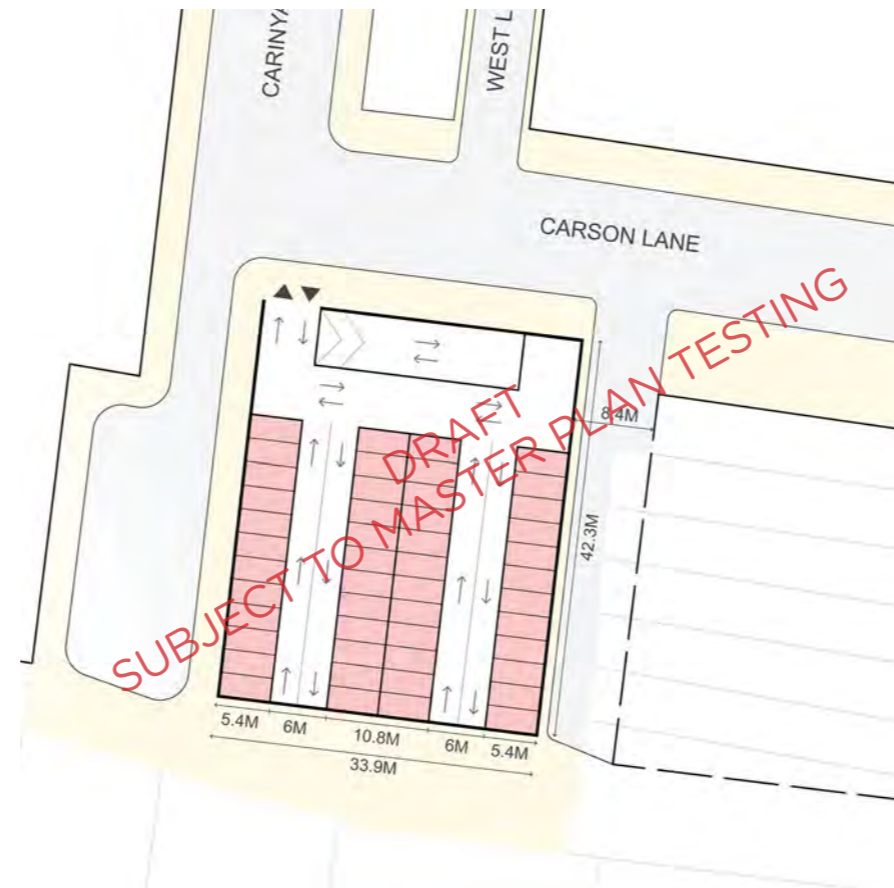 CARINYA
WEST L
CARSON LANE
DRAFT
SUBJECT TO MASTER PLAN TESTING
8.4M
42.3M
5.4M
6M
10.8M
6M
5.4M
33.9M